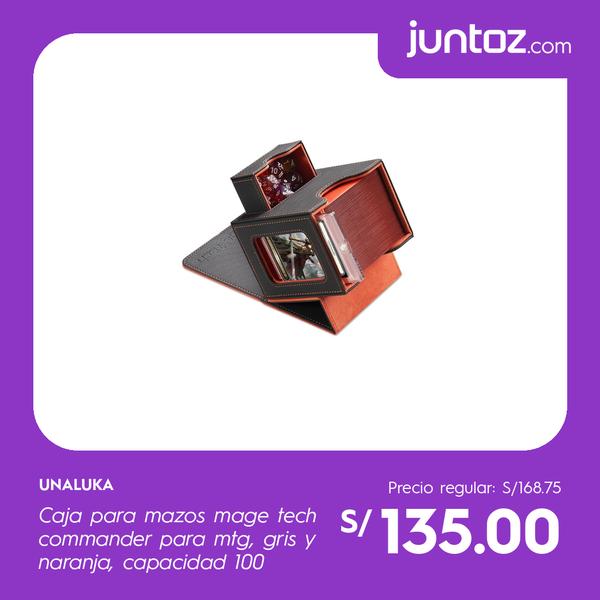 juntoz.com
UNALUKA
Caja para mazos mage tech
commander para mtg, gris y
naranja, capacidad 100
Precio regular: S/168.75
S/135.00